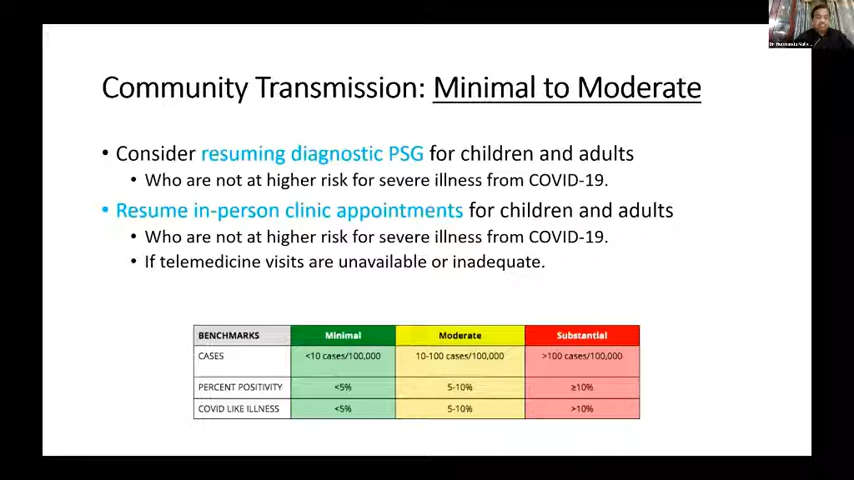 Community Transmission: Minimal to Moderate
• Consider resuming diagnostic PSG for children and adults
• Who are not at higher risk for severe illness from COVID-19.
• Resume in-person clinic appointments for children and adults
• Who are not at higher risk for severe illness from COVID-19.
• If telemedicine visits are unavailable or inadequate.
BENCHMARKS Minimal Moderate Substantial
CASES <10 cases/100,000 10-100 cases/100,000 >100 cases/100,000
PERCENT POSITIVITY <5% 5-10% ≥10%
COVID LIKE ILLNESS <5% 5-10% >10%